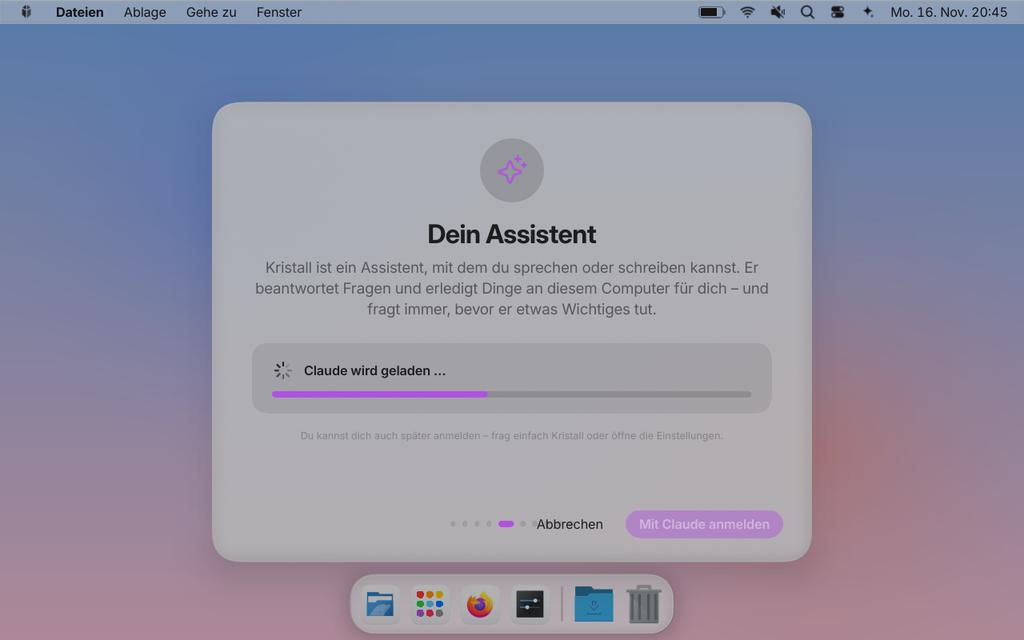 Dateien Ablage Gehe zu Fenster Mo. 16. Nov. 20:45
Dein Assistent
Kristall ist ein Assistent, mit dem du sprechen oder schreiben kannst. Er
beantwortet Fragen und erledigt Dinge an diesem Computer für dich – und
fragt immer, bevor er etwas Wichtiges tut.
Claude wird geladen ...
Du kannst dich auch später anmelden – frag einfach Kristall oder öffne die Einstellungen.
Abbrechen Mit Claude anmelden